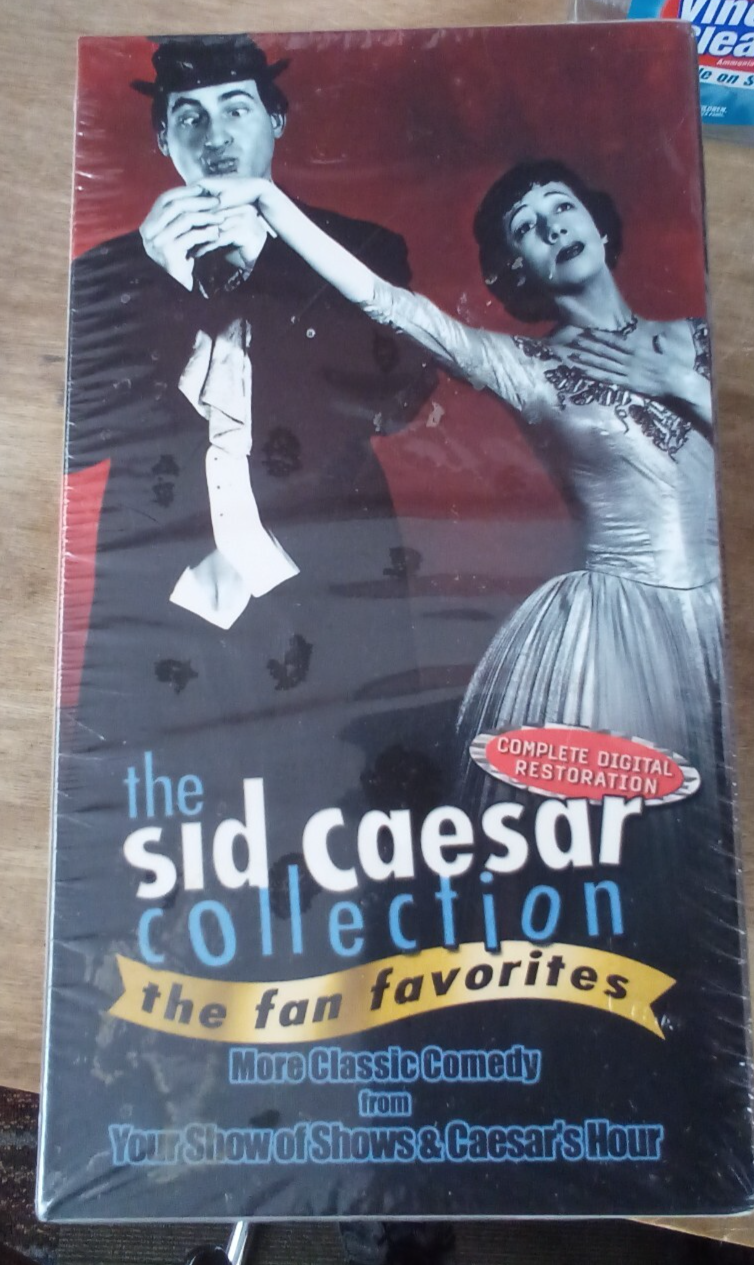 COMPLETE DIGITAL
RESTORATION
the
sid caesar
collection
the fan favorites
More Classic Comedy
from
Your Show of Shows & Caesar's Hour